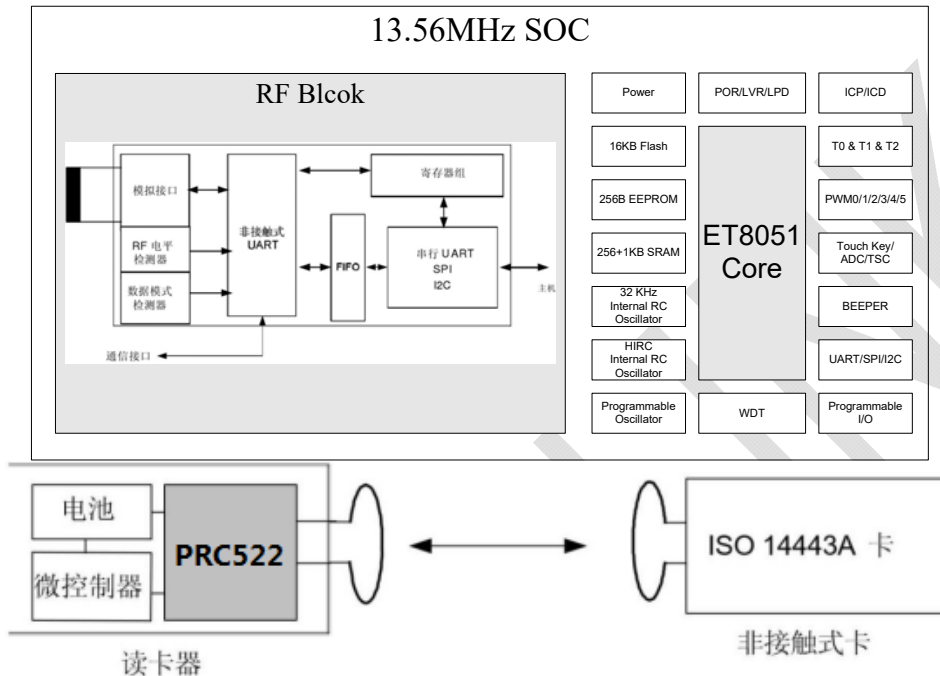 13.56MHz SOC
RF Blcok
模拟接口
RF 电平
检测器
数据模式
检测器
非接触式
UART
FIFO
寄存器组
串行 UART
SPI
I2C
主机
通信接口
Power
POR/LVR/LPD
ICP/ICD
16KB Flash
T0 & T1 & T2
256B EEPROM
PWM0/1/2/3/4/5
ET8051
Core
256+1KB SRAM
Touch Key/
ADC/TSC
32 KHz
Internal RC
Oscillator
BEEPER
HIRC
Internal RC
Oscillator
UART/SPI/I2C
Programmable
Oscillator
WDT
Programmable
I/O
电池
微控制器
PRC522
读卡器
ISO 14443A 卡
非接触式卡